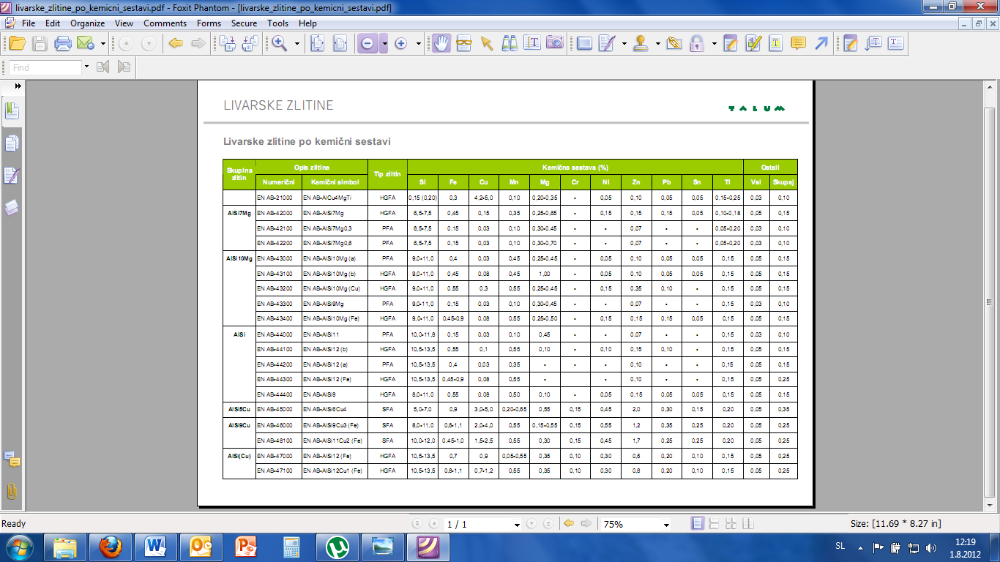 livarske_zlitine_po_kemicni_sestavi.pdf - Foxit Phantom - [livarske_zlitine_po_kemicni_sestavi.pdf]
File Edit Organize View Comments Forms Secure Tools Help
Find
LIVARSKE ZLITINE
TALUM
Livarske zlitine po kemični sestavi
Skupina zlitin Opis zlitine Tip zlitin Kemična sestava (%) Ostali
Numerični Kemični simbol Si Fe Cu Mn Mg Cr Ni Zn Pb Sn Ti Vsi Skupaj
EN AB-21000 EN AB-AlCu4MgTi HGFA 0,15 (0,20) 0,3 4,2-5,0 0,10 0,20-0,35 - 0,05 0,10 0,05 0,05 0,15-0,25 0,03 0,10
AlSi7Mg EN AB-42000 EN AB-AlSi7Mg HGFA 6,5-7,5 0,45 0,15 0,35 0,25-0,65 - 0,15 0,15 0,15 0,05 0,10-0,18 0,05 0,15
EN AB-42100 EN AB-AlSi7Mg0,3 PFA 6,5-7,5 0,15 0,03 0,10 0,30-0,45 - - 0,07 - - 0,05-0,20 0,03 0,10
EN AB-42200 EN AB-AlSi7Mg0,6 PFA 6,5-7,5 0,15 0,03 0,10 0,30-0,70 - - 0,07 - - 0,05-0,20 0,03 0,10
AlSi10Mg EN AB-43000 EN AB-AlSi10Mg (a) PFA 9,0-11,0 0,4 0,03 0,45 0,25-0,45 - 0,05 0,10 0,05 0,05 0,15 0,05 0,15
EN AB-43100 EN AB-AlSi10Mg (b) HGFA 9,0-11,0 0,45 0,08 0,45 1,00 - 0,05 0,10 0,05 0,05 0,15 0,05 0,15
EN AB-43200 EN AB-AlSi10Mg (Cu) HGFA 9,0-11,0 0,55 0,3 0,55 0,25-0,45 - 0,15 0,35 0,10 - 0,15 0,05 0,15
EN AB-43300 EN AB-AlSi9Mg PFA 9,0-11,0 0,15 0,03 0,10 0,30-0,45 - - 0,07 - - 0,15 0,03 0,10
EN AB-43400 EN AB-AlSi10Mg (Fe) HGFA 9,0-11,0 0,45-0,9 0,08 0,55 0,25-0,50 - 0,15 0,15 0,15 0,05 0,15 0,05 0,15
AlSi EN AB-44000 EN AB-AlSi11 PFA 10,0-11,8 0,15 0,03 0,10 0,45 - - 0,07 - - 0,15 0,03 0,10
EN AB-44100 EN AB-AlSi12 (b) HGFA 10,5-13,5 0,55 0,1 0,55 0,10 - 0,10 0,15 0,10 - 0,15 0,05 0,15
EN AB-44200 EN AB-AlSi12 (a) PFA 10,5-13,5 0,4 0,03 0,35 - - - 0,10 - - 0,15 0,05 0,15
EN AB-44300 EN AB-AlSi12 (Fe) HGFA 10,5-13,5 0,45-0,9 0,08 0,55 - - 0,10 - - 0,15 0,05 0,25
EN AB-44400 EN AB-AlSi9 HGFA 8,0-11,0 0,55 0,08 0,50 0,10 - 0,05 0,15 0,05 0,05 0,15 0,05 0,15
AlSi5Cu EN AB-45000 EN AB-AlSi6Cu4 SFA 5,0-7,0 0,9 3,0-5,0 0,20-0,65 0,55 0,15 0,45 2,0 0,30 0,15 0,20 0,05 0,35
AlSi9Cu EN AB-46000 EN AB-AlSi9Cu3 (Fe) SFA 8,0-11,0 0,6-1,1 2,0-4,0 0,55 0,15-0,55 0,15 0,55 1,2 0,35 0,25 0,20 0,05 0,25
EN AB-46100 EN AB-AlSi11Cu2 (Fe) SFA 10,0-12,0 0,45-1,0 1,5-2,5 0,55 0,30 0,15 0,45 1,7 0,25 0,25 0,20 0,05 0,25
AlSi(Cu) EN AB-47000 EN AB-AlSi12 (Fe) HGFA 10,5-13,5 0,7 0,9 0,05-0,55 0,35 0,10 0,30 0,6 0,20 0,10 0,15 0,05 0,25
EN AB-47100 EN AB-AlSi12Cu1 (Fe) HGFA 10,5-13,5 0,6-1,1 0,7-1,2 0,55 0,35 0,10 0,30 0,6 0,20 0,10 0,15 0,05 0,25
Ready 1 / 1 75% Size: [11.69 * 8.27 in]
SL 12:19
1.8.2012